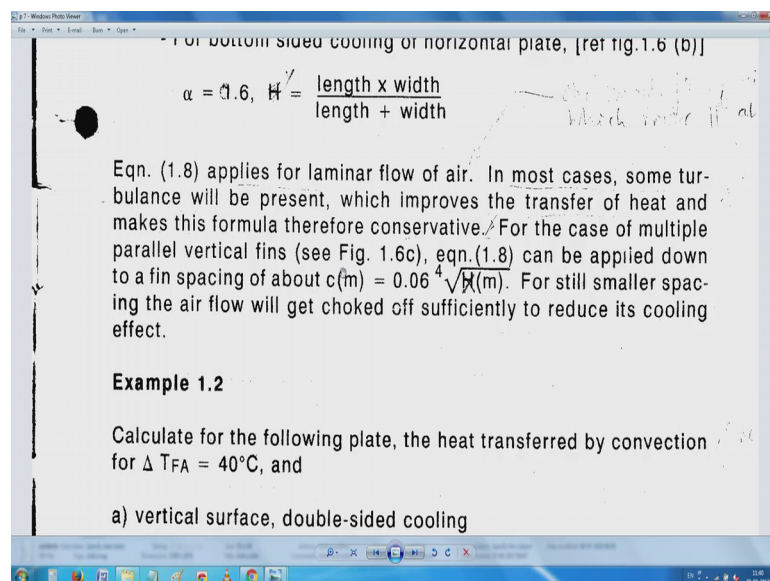 p 7 - Windows Photo Viewer
File Print E-mail Burn Open
- For bottom sided cooling of horizontal plate, [ref fig.1.6 (b)]
α = 0.6, H = length x width
length + width
which
Eqn. (1.8) applies for laminar flow of air. In most cases, some tur-
bulance will be present, which improves the transfer of heat and
makes this formula therefore conservative. For the case of multiple
parallel vertical fins (see Fig. 1.6c), eqn.(1.8) can be applied down
to a fin spacing of about c(m) = 0.06 ⁴√H(m). For still smaller spac-
ing the air flow will get choked off sufficiently to reduce its cooling
effect.
Example 1.2
Calculate for the following plate, the heat transferred by convection
for Δ TFA = 40°C, and
a) vertical surface, double-sided cooling
EN